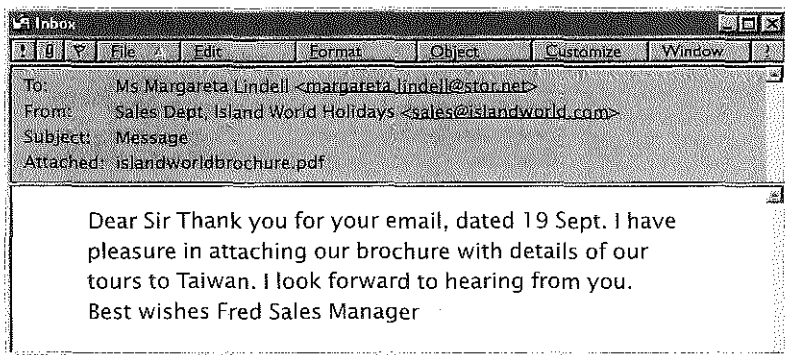 Inbox
! File Edit Format Object Customize Window ?
To: Ms Margareta Lindell <margareta.lindell@stor.net>
From: Sales Dept, Island World Holidays <sales@islandworld.com>
Subject: Message
Attached: islandworldbrochure.pdf
Dear Sir Thank you for your email, dated 19 Sept. I have
pleasure in attaching our brochure with details of our
tours to Taiwan. I look forward to hearing from you.
Best wishes Fred Sales Manager